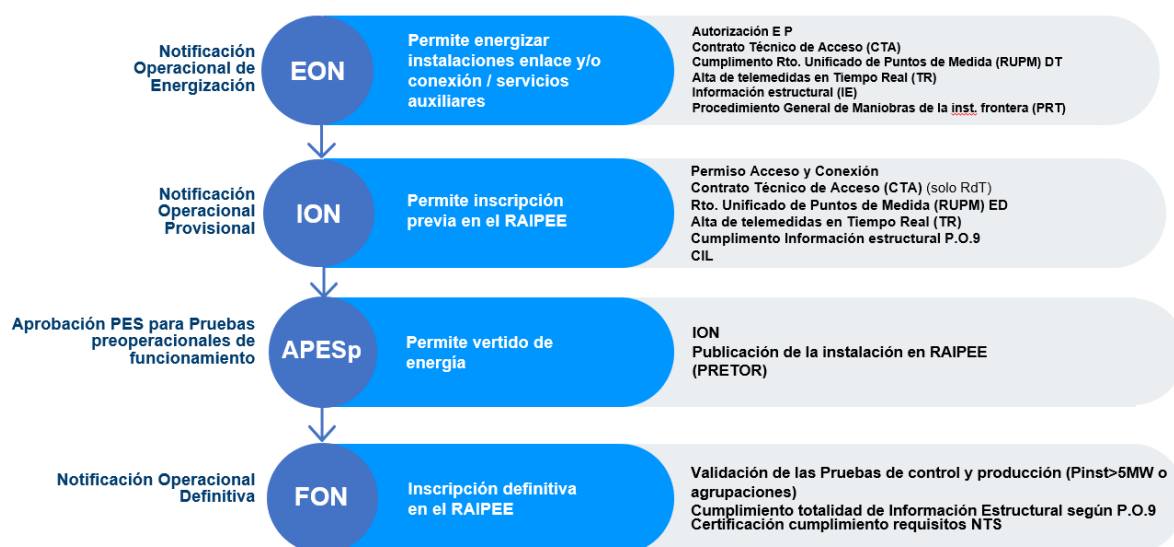 Notificación
Operacional de
Energización
EON
Permite energizar
instalaciones enlace y/o
conexión / servicios
auxiliares
Autorización E P
Contrato Técnico de Acceso (CTA)
Cumplimento Rto. Unificado de Puntos de Medida (RUPM) DT
Alta de telemedidas en Tiempo Real (TR)
Información estructural (IE)
Procedimiento General de Maniobras de la inst. frontera (PRT)
Notificación
Operacional
Provisional
ION
Permite inscripción
previa en el RAIPEE
Permiso Acceso y Conexión
Contrato Técnico de Acceso (CTA) (solo RdT)
Rto. Unificado de Puntos de Medida (RUPM) ED
Alta de telemedidas en Tiempo Real (TR)
Cumplimento Información estructural P.O.9
CIL
Aprobación PES para Pruebas
preoperacionales de
funcionamiento
APESp
Permite vertido de
energía
ION
Publicación de la instalación en RAIPEE
(PRETOR)
Notificación Operacional
Definitiva
FON
Inscripción definitiva
en el RAIPEE
Validación de las Pruebas de control y producción (Pinst>5MW o
agrupaciones)
Cumplimiento totalidad de Información Estructural según P.O.9
Certificación cumplimiento requisitos NTS